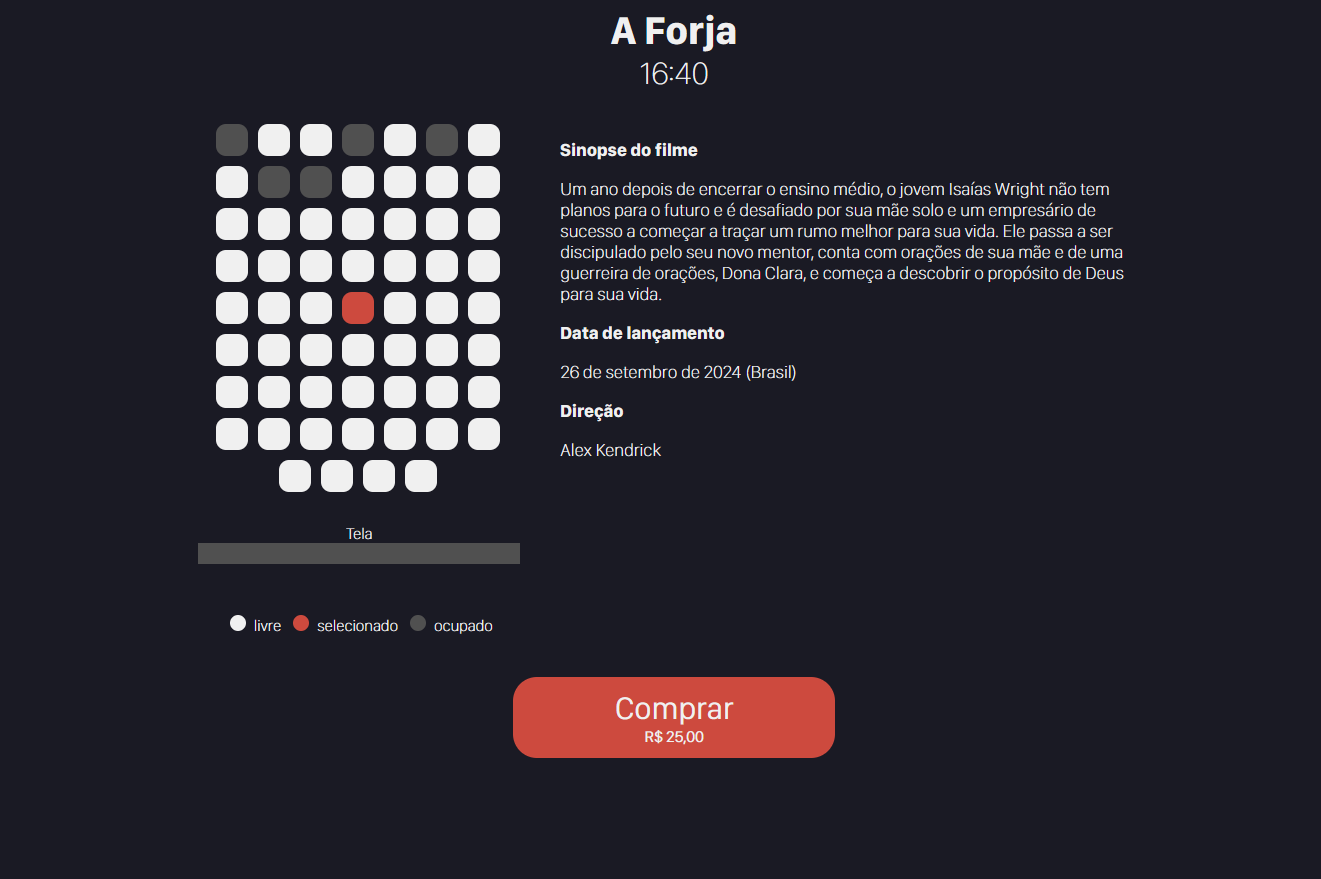 A Forja
16:40
Sinopse do filme
Um ano depois de encerrar o ensino médio, o jovem Isaías Wright não tem
planos para o futuro e é desafiado por sua mãe solo e um empresário de
sucesso a começar a traçar um rumo melhor para sua vida. Ele passa a ser
discipulado pelo seu novo mentor, conta com orações de sua mãe e de uma
guerreira de orações, Dona Clara, e começa a descobrir o propósito de Deus
para sua vida.
Data de lançamento
26 de setembro de 2024 (Brasil)
Direção
Alex Kendrick
Tela
livre selecionado ocupado
Comprar
R$ 25,00